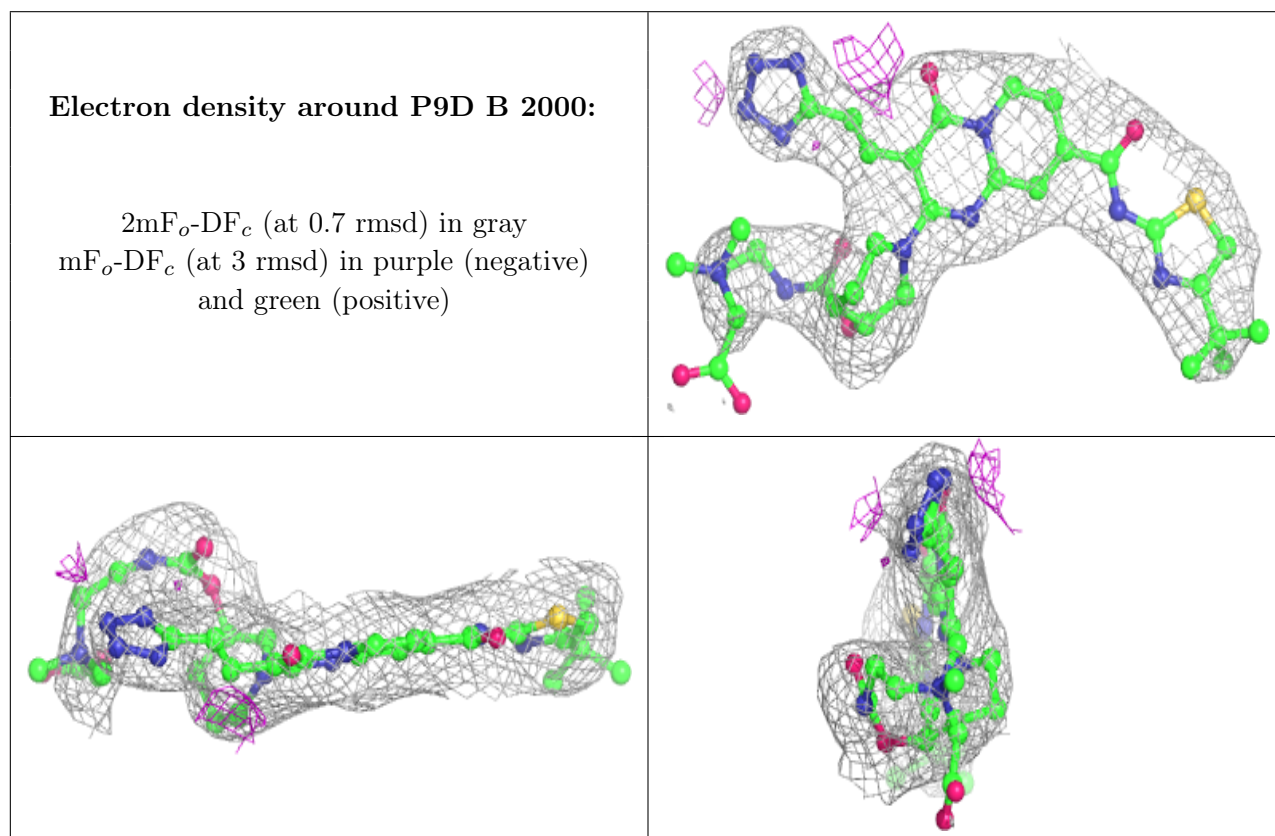 Electron density around P9D B 2000:
2mFₒ-DF𝒸 (at 0.7 rmsd) in gray
mFₒ-DF𝒸 (at 3 rmsd) in purple (negative)
and green (positive)